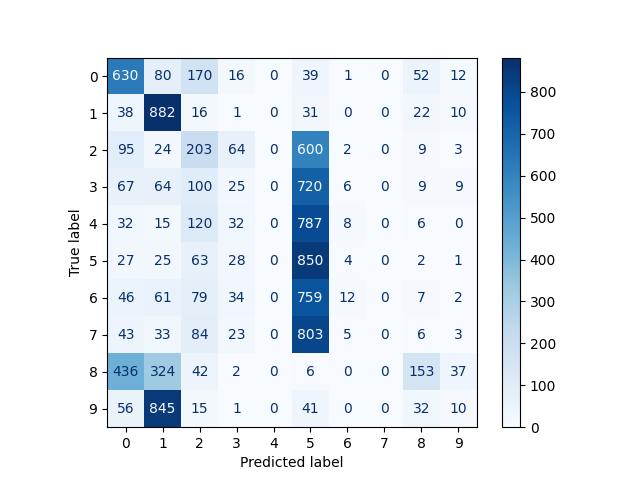 0 630 80 170 16 0 39 1 0 52 12
1 38 882 16 1 0 31 0 0 22 10
2 95 24 203 64 0 600 2 0 9 3
3 67 64 100 25 0 720 6 0 9 9
4 32 15 120 32 0 787 8 0 6 0
5 27 25 63 28 0 850 4 0 2 1
6 46 61 79 34 0 759 12 0 7 2
7 43 33 84 23 0 803 5 0 6 3
8 436 324 42 2 0 6 0 0 153 37
9 56 845 15 1 0 41 0 0 32 10
0 1 2 3 4 5 6 7 8 9
Predicted label
True label
800
700
600
500
400
300
200
100
0